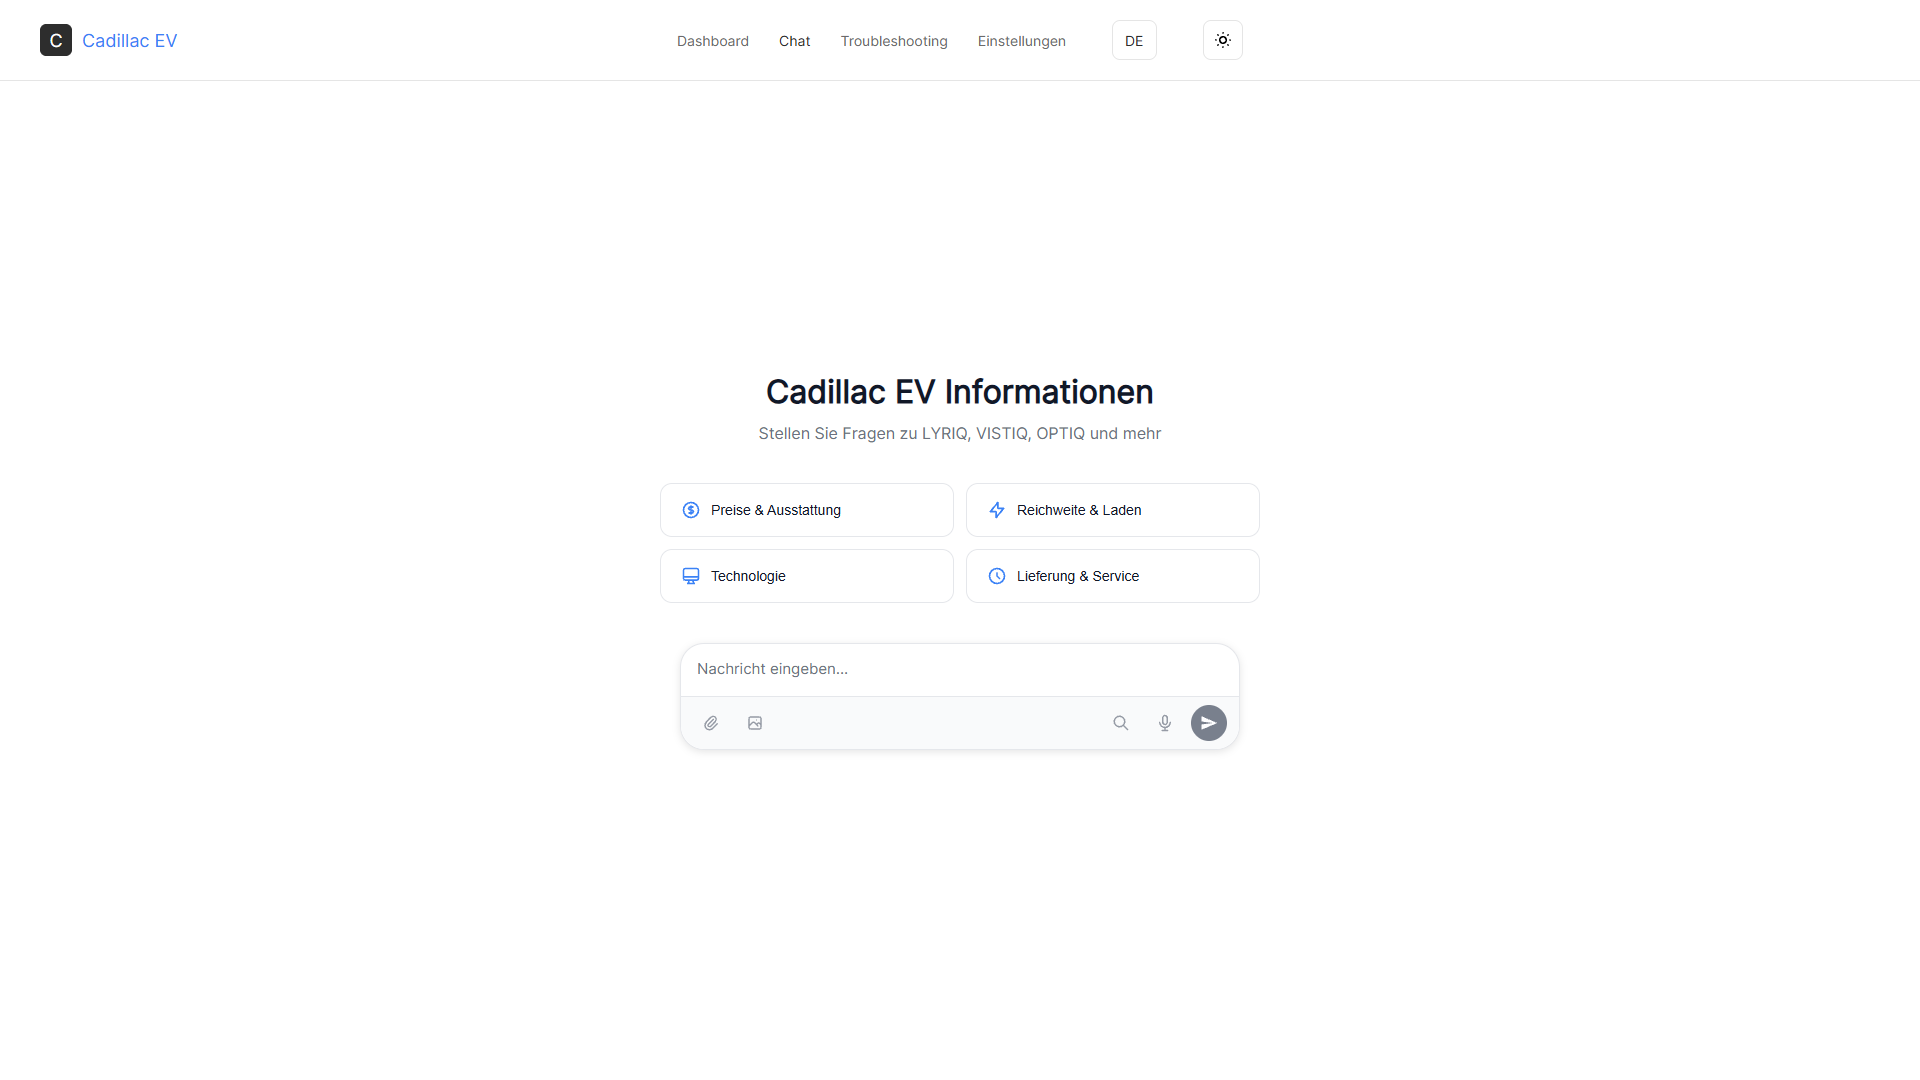 C Cadillac EV
Dashboard Chat Troubleshooting Einstellungen DE
Cadillac EV Informationen
Stellen Sie Fragen zu LYRIQ, VISTIQ, OPTIQ und mehr
Preise & Ausstattung
Reichweite & Laden
Technologie
Lieferung & Service
Nachricht eingeben...